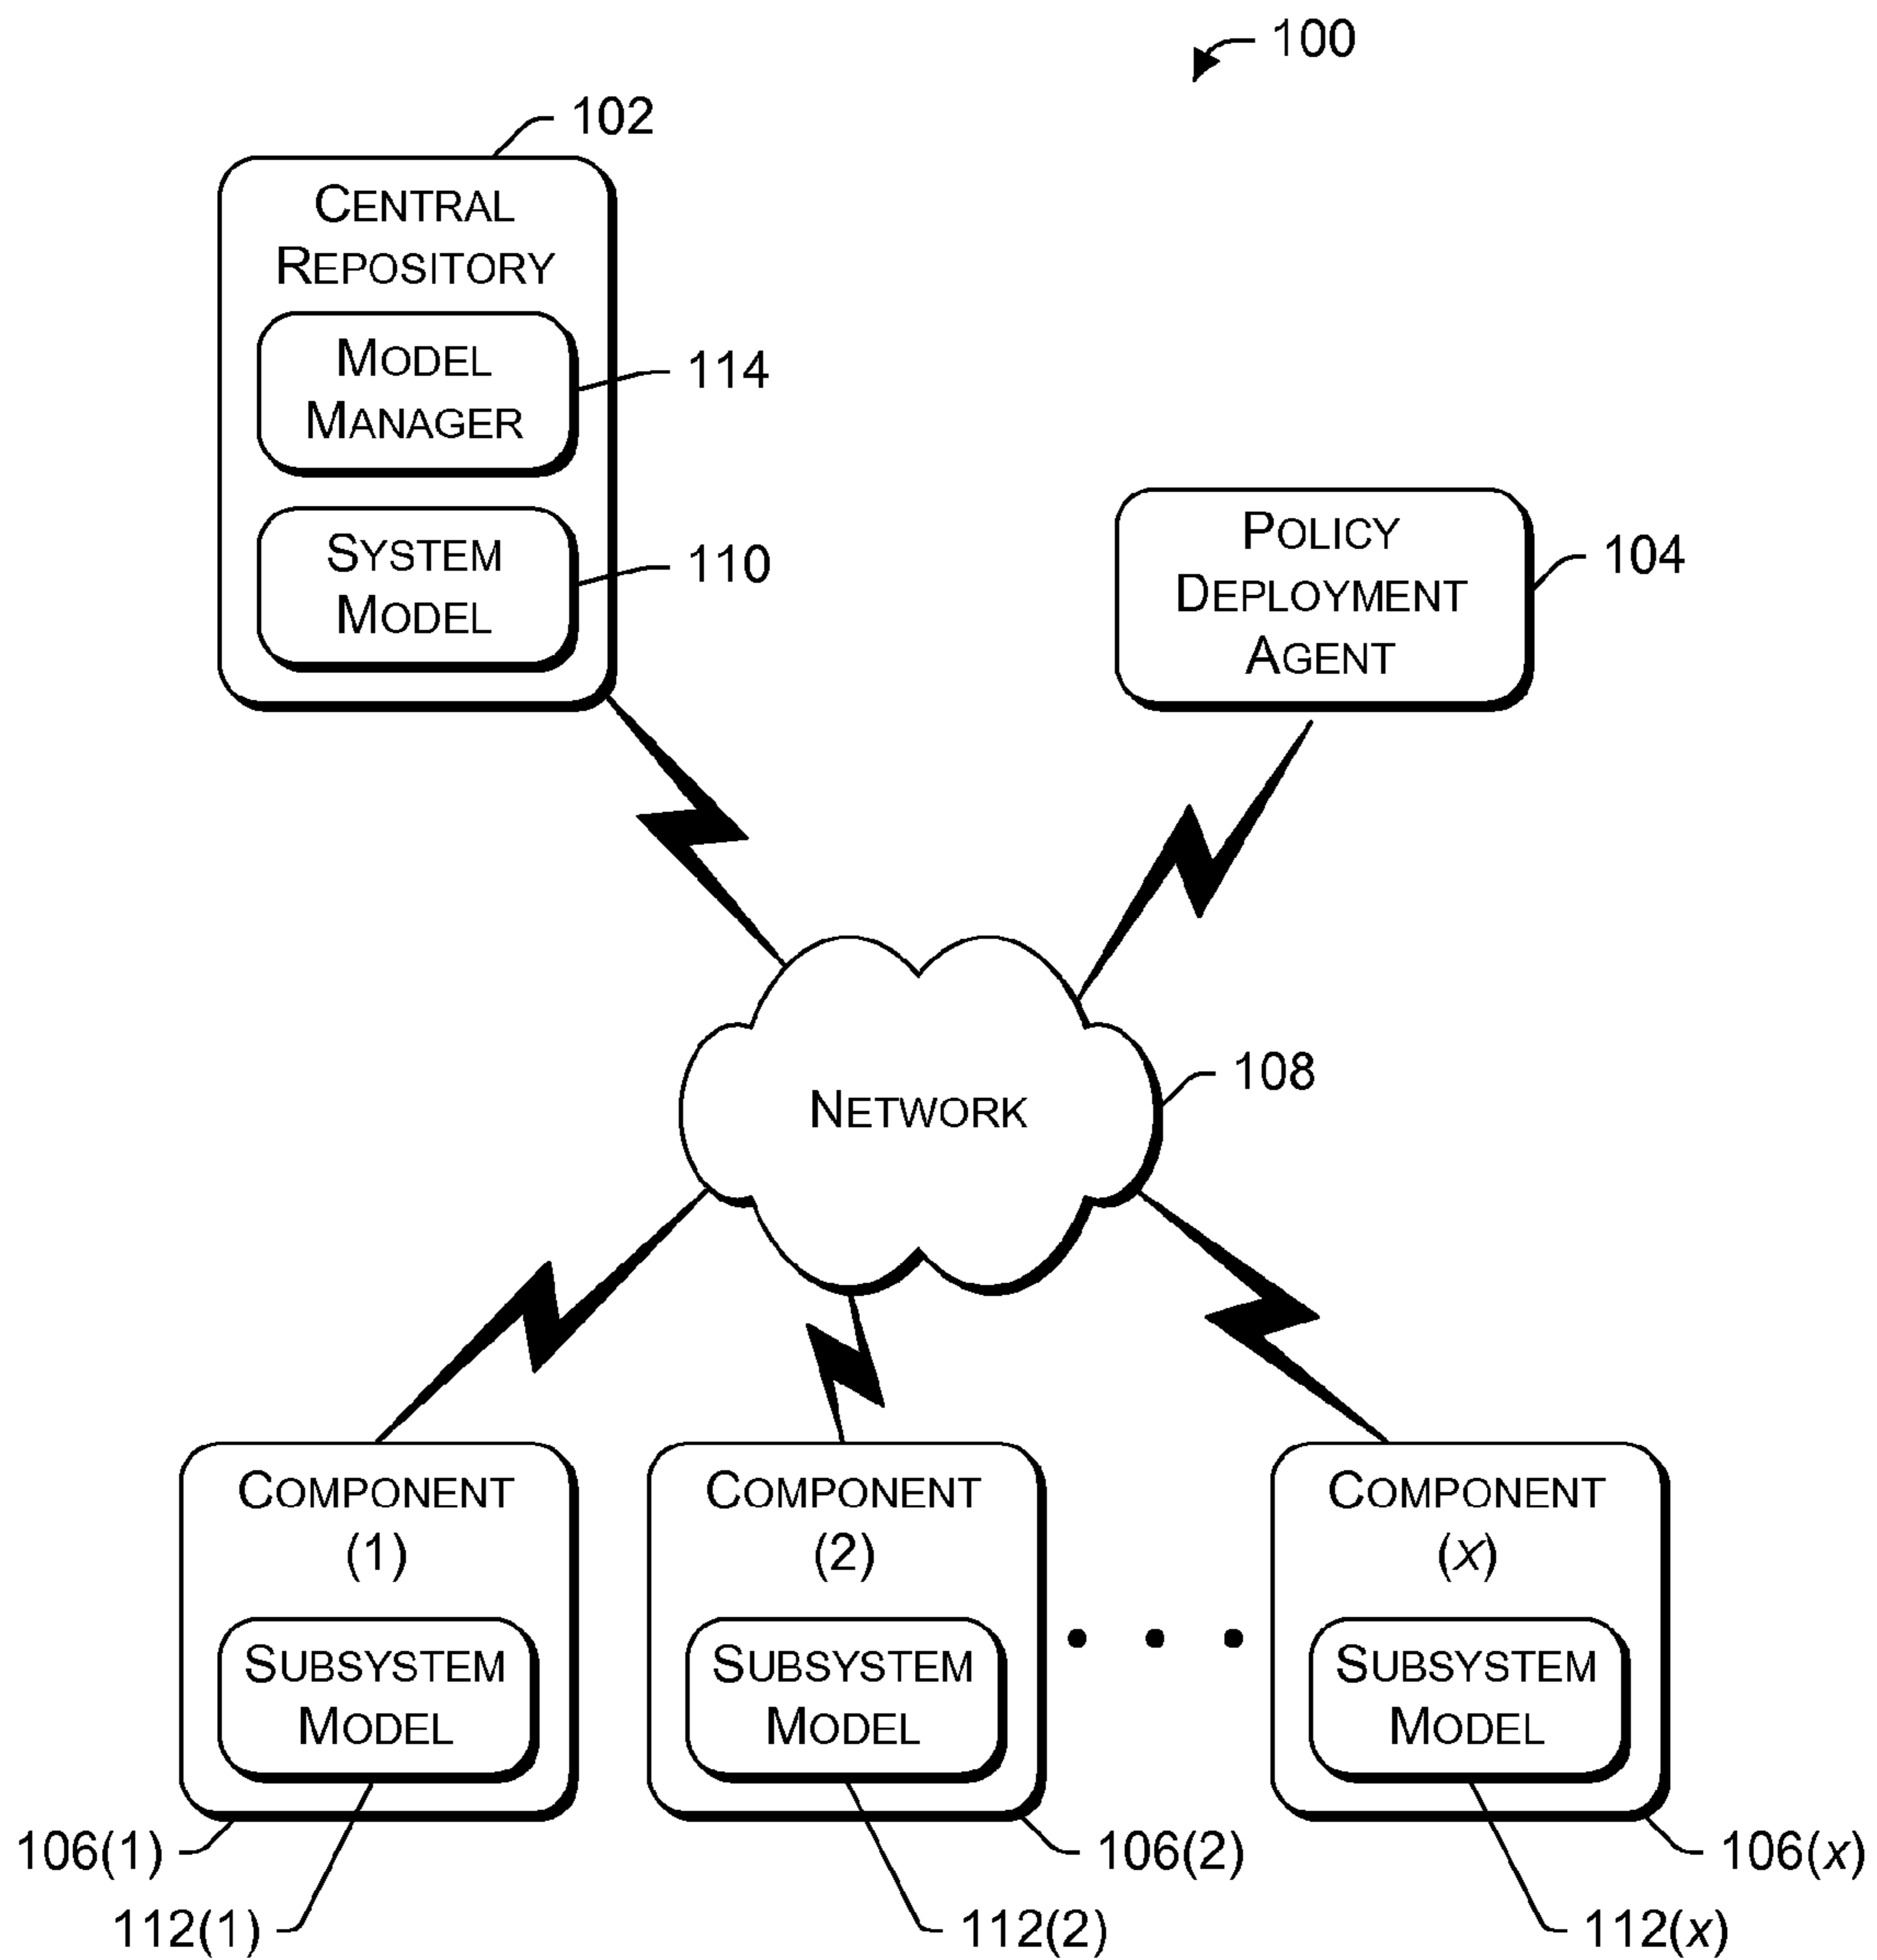 100
102
CENTRAL
REPOSITORY
MODEL
MANAGER
114
SYSTEM
MODEL
110
POLICY
DEPLOYMENT
AGENT
104
NETWORK
108
COMPONENT
(1)
SUBSYSTEM
MODEL
COMPONENT
(2)
SUBSYSTEM
MODEL
• • •
COMPONENT
(x)
SUBSYSTEM
MODEL
106(1)
112(1)
106(2)
112(2)
106(x)
112(x)